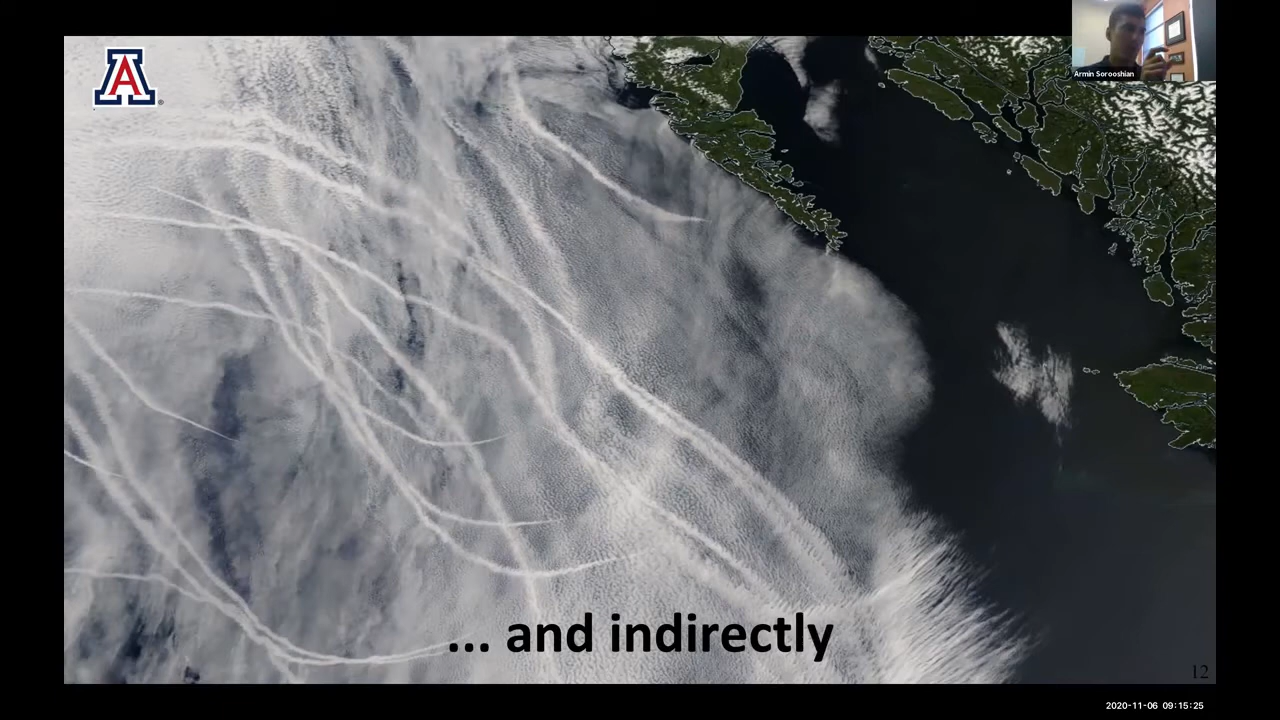 A
Armin Sorooshian
... and indirectly
12
2020-11-06 09:15:25